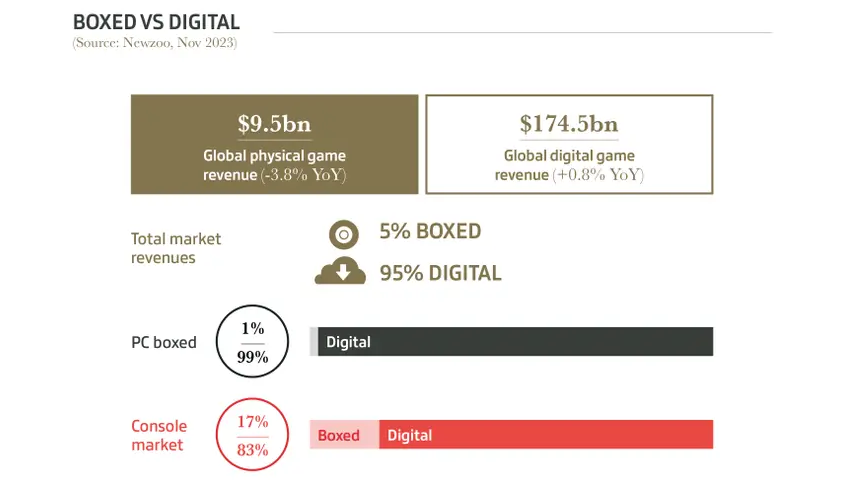 BOXED VS DIGITAL
(Source: Newzoo, Nov 2023)
$9.5bn
Global physical game
revenue (-3.8% YoY)
$174.5bn
Global digital game
revenue (+0.8% YoY)
Total market
revenues
5% BOXED
95% DIGITAL
PC boxed
1%
99%
Digital
Console
market
17%
83%
Boxed
Digital